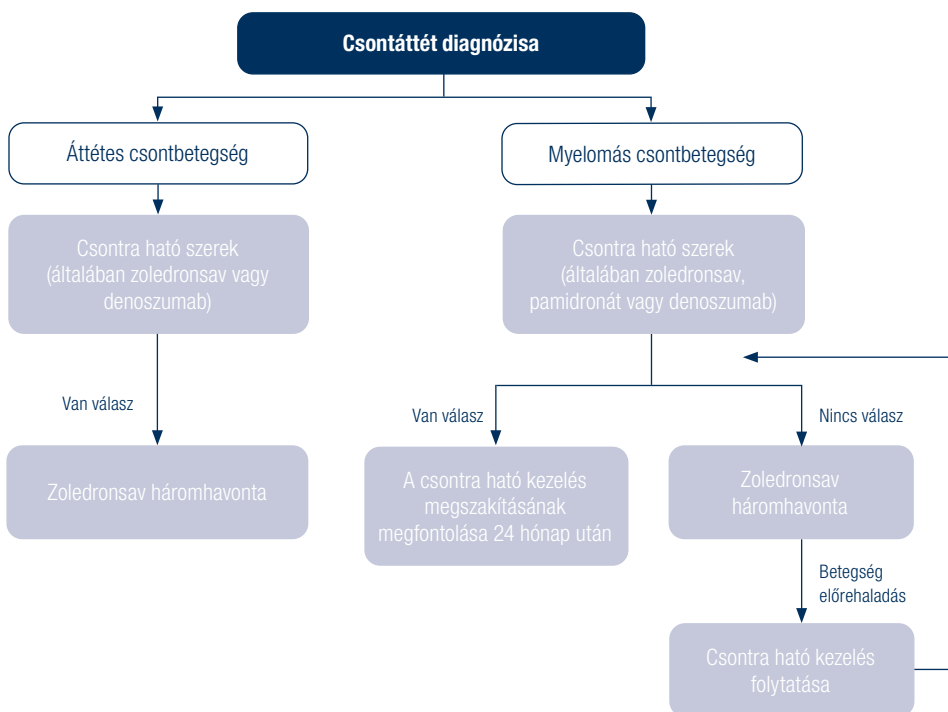 Csontáttét diagnózisa
Áttétes csontbetegség
Myelomás csontbetegség
Csontra ható szerek
(általában zoledronsav vagy
denoszumab)
Csontra ható szerek
(általában zoledronsav,
pamidronát vagy denoszumab)
Van válasz
Van válasz
Nincs válasz
Zoledronsav háromhavonta
A csontra ható kezelés
megszakításának
megfontolása 24 hónap után
Zoledronsav
háromhavonta
Betegség
előrehaladás
Csontra ható kezelés
folytatása